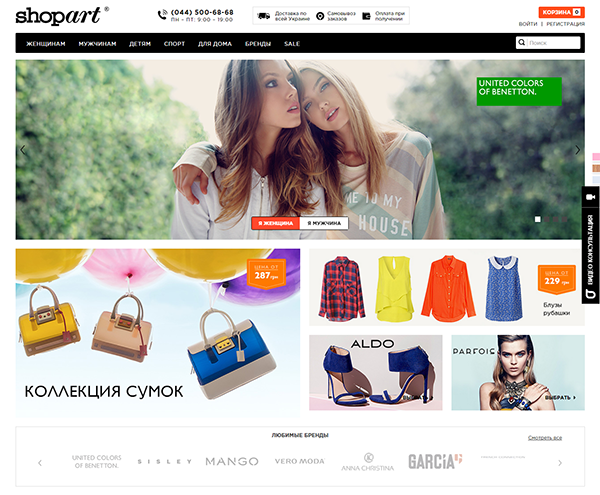 shopart®
(044) 500-68-68
ПН - ПТ: 9:00 - 19:00
Доставка по
всей Украине
Самовывоз
заказов
Оплата при
получении
КОРЗИНА 0
ВОЙТИ | РЕГИСТРАЦИЯ
ЖЕНЩИНАМ МУЖЧИНАМ ДЕТЯМ СПОРТ ДЛЯ ДОМА БРЕНДЫ SALE
Поиск
UNITED COLORS
OF BENETTON.
ME TO MY
HOUSE
Я ЖЕНЩИНА Я МУЖЧИНА
ВИДЕО КОНСУЛЬТАЦИЯ
ЦЕНА ОТ
287 грн
КОЛЛЕКЦИЯ СУМОК
ЦЕНА ОТ
229 грн
Блузы
рубашки
ALDO
ВЫБРАТЬ >
PARFOIS
ВЫБРАТЬ >
ЛЮБИМЫЕ БРЕНДЫ
Смотреть все
UNITED COLORS
OF BENETTON.
SISLEY
MANGO
VERO MODA
ANNA CHRISTINA
GARCIA